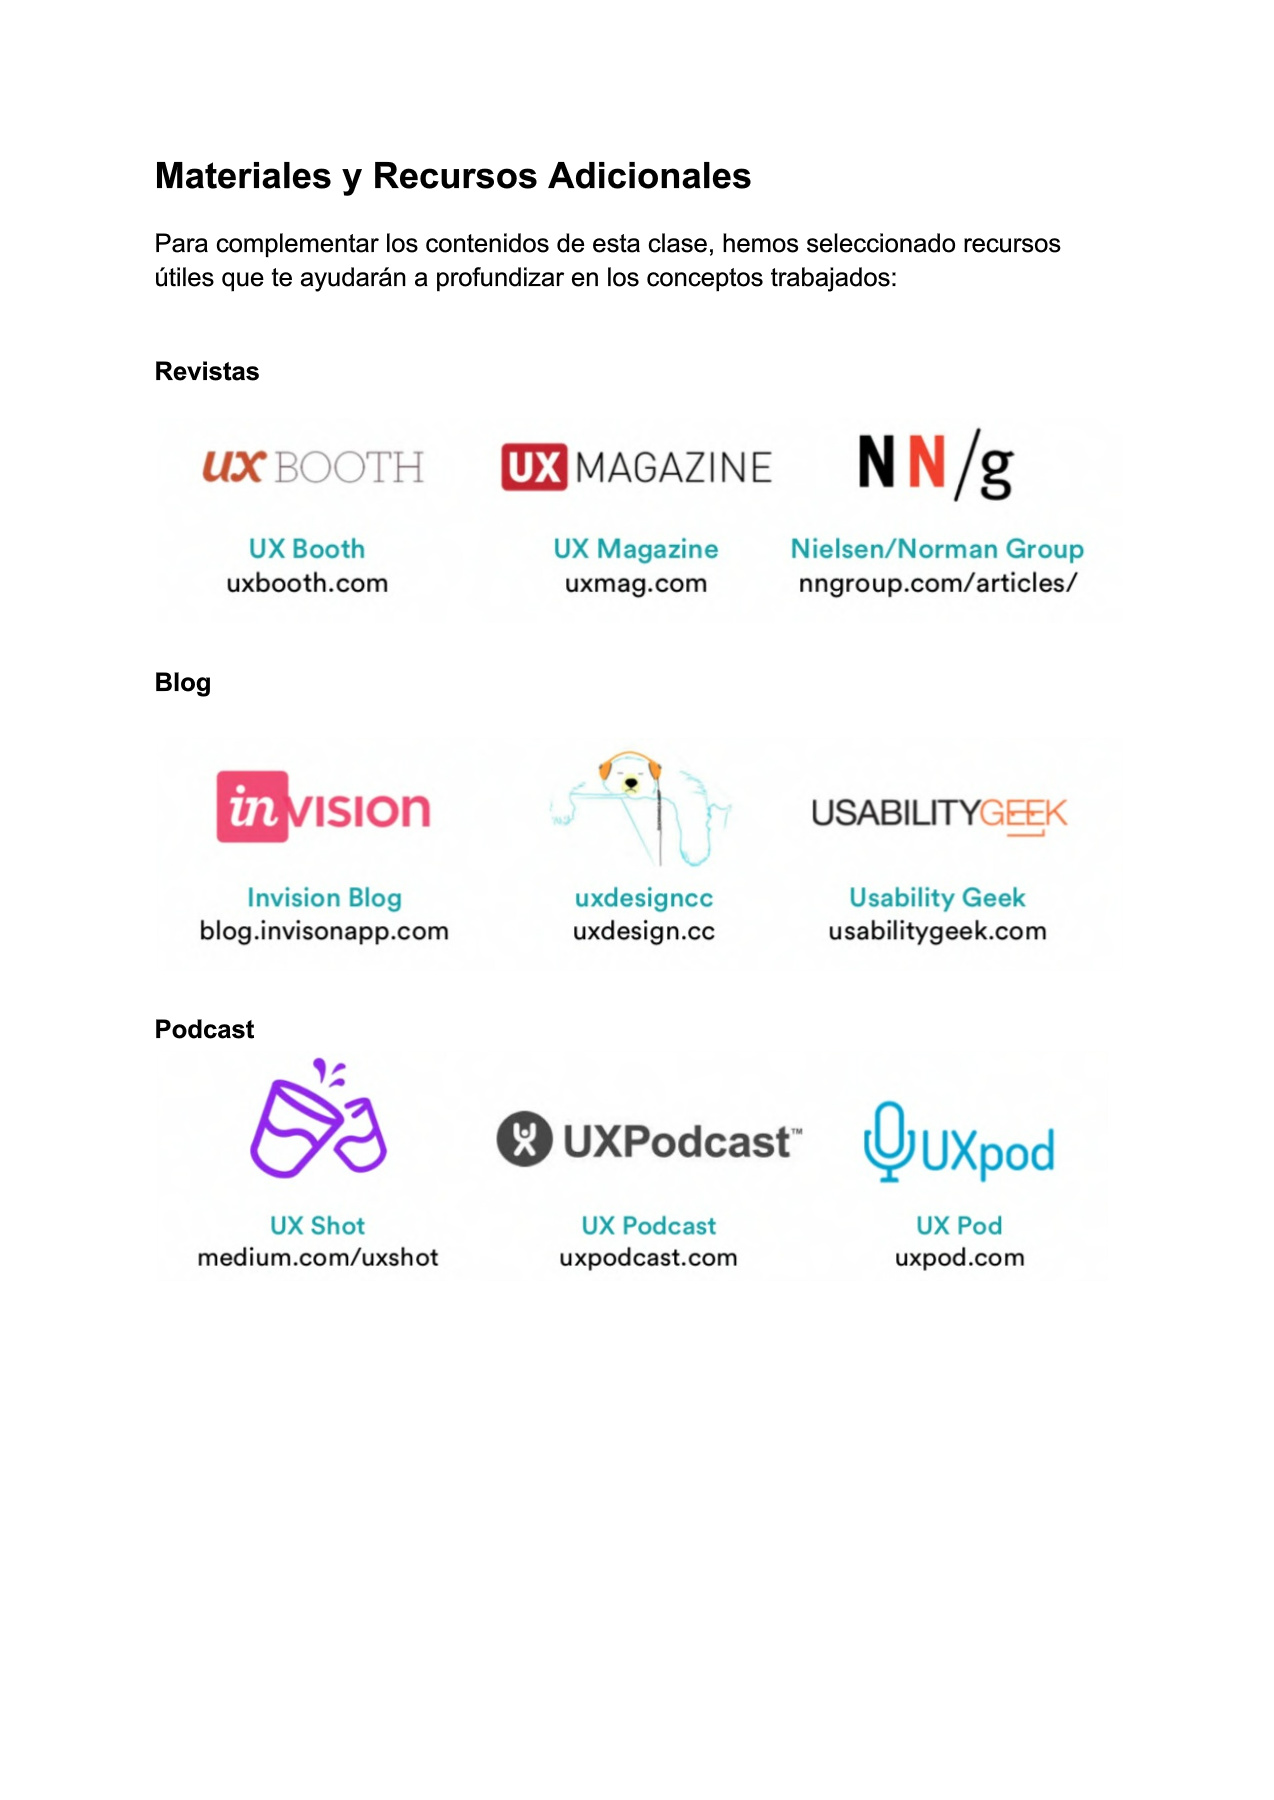 Materiales y Recursos Adicionales
Para complementar los contenidos de esta clase, hemos seleccionado recursos
útiles que te ayudarán a profundizar en los conceptos trabajados:
Revistas
ux BOOTH UX MAGAZINE NN/g
UX Booth UX Magazine Nielsen/Norman Group
uxbooth.com uxmag.com nngroup.com/articles/
Blog
inVISION USABILITYGEEK
Invision Blog uxdesigncc Usability Geek
blog.invisonapp.com uxdesign.cc usabilitygeek.com
Podcast
UXPodcast™ UXpod
UX Shot UX Podcast UX Pod
medium.com/uxshot uxpodcast.com uxpod.com